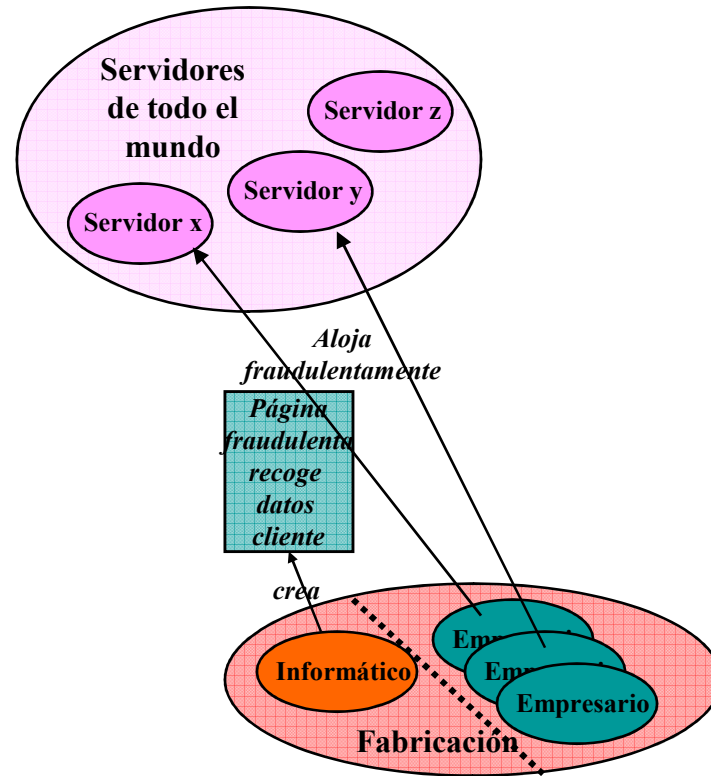 Servidores
de todo el
mundo
Servidor z
Servidor y
Servidor x
Aloja
fraudulentamente
Página
fraudulenta
recoge
datos
cliente
crea
Informático
Empresario
Fabricación